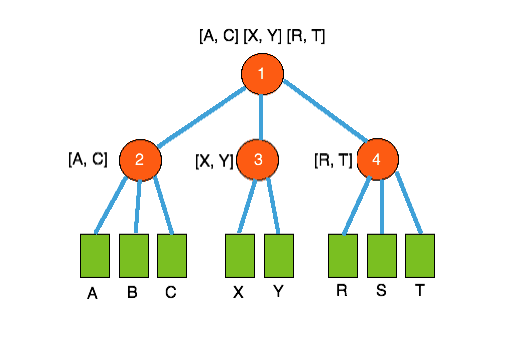 [A, C] [X, Y] [R, T]
1
[A, C] 2 [X, Y] 3 [R, T] 4
A B C X Y R S T